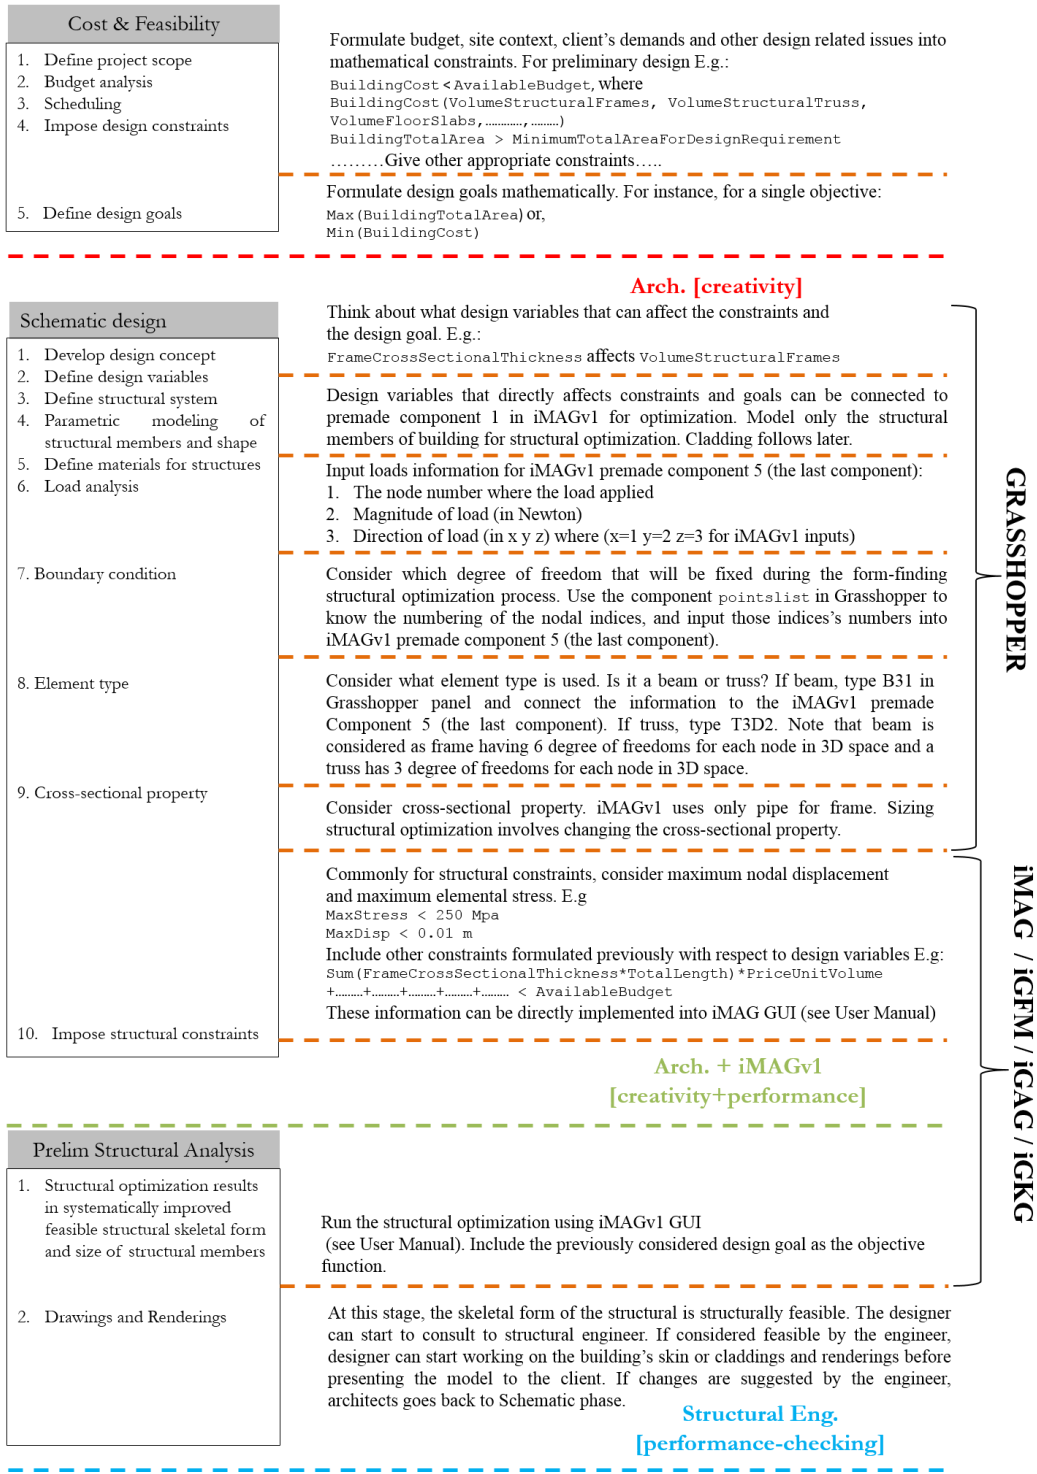 Cost & Feasibility
1. Define project scope
2. Budget analysis
3. Scheduling
4. Impose design constraints
5. Define design goals
Formulate budget, site context, client’s demands and other design related issues into
mathematical constraints. For preliminary design E.g.:
BuildingCost < AvailableBudget, where
BuildingCost(VolumeStructuralFrames, VolumeStructuralTruss,
VolumeFloorSlabs,…………,………)
BuildingTotalArea > MinimumTotalAreaForDesignRequirement
………Give other appropriate constraints…..
Formulate design goals mathematically. For instance, for a single objective:
Max(BuildingTotalArea) or,
Min(BuildingCost)
Arch. [creativity]
Schematic design
1. Develop design concept
2. Define design variables
3. Define structural system
4. Parametric modeling of
structural members and shape
5. Define materials for structures
6. Load analysis
7. Boundary condition
8. Element type
9. Cross-sectional property
10. Impose structural constraints
Think about what design variables that can affect the constraints and
the design goal. E.g.:
FrameCrossSectionalThickness affects VolumeStructuralFrames
Design variables that directly affects constraints and goals can be connected to
premade component 1 in iMAGv1 for optimization. Model only the structural
members of building for structural optimization. Cladding follows later.
Input loads information for iMAGv1 premade component 5 (the last component):
1. The node number where the load applied
2. Magnitude of load (in Newton)
3. Direction of load (in x y z) where (x=1 y=2 z=3 for iMAGv1 inputs)
Consider which degree of freedom that will be fixed during the form-finding
structural optimization process. Use the component pointslist in Grasshopper to
know the numbering of the nodal indices, and input those indices’s numbers into
iMAGv1 premade component 5 (the last component).
Consider what element type is used. Is it a beam or truss? If beam, type B31 in
Grasshopper panel and connect the information to the iMAGv1 premade
Component 5 (the last component). If truss, type T3D2. Note that beam is
considered as frame having 6 degree of freedoms for each node in 3D space and a
truss has 3 degree of freedoms for each node in 3D space.
Consider cross-sectional property. iMAGv1 uses only pipe for frame. Sizing
structural optimization involves changing the cross-sectional property.
GRASSHOPPER
Commonly for structural constraints, consider maximum nodal displacement
and maximum elemental stress. E.g
MaxStress < 250 Mpa
MaxDisp < 0.01 m
Include other constraints formulated previously with respect to design variables E.g:
Sum(FrameCrossSectionalThickness*TotalLength)*PriceUnitVolume
+………+………+………+………+……… < AvailableBudget
These information can be directly implemented into iMAG GUI (see User Manual)
Arch. + iMAGv1
[creativity+performance]
iMAG / iGFM / iGAG / iGKG
Prelim Structural Analysis
1. Structural optimization results
in systematically improved
feasible structural skeletal form
and size of structural members
2. Drawings and Renderings
Run the structural optimization using iMAGv1 GUI
(see User Manual). Include the previously considered design goal as the objective
function.
At this stage, the skeletal form of the structural is structurally feasible. The designer
can start to consult to structural engineer. If considered feasible by the engineer,
designer can start working on the building’s skin or claddings and renderings before
presenting the model to the client. If changes are suggested by the engineer,
architects goes back to Schematic phase.
Structural Eng.
[performance-checking]